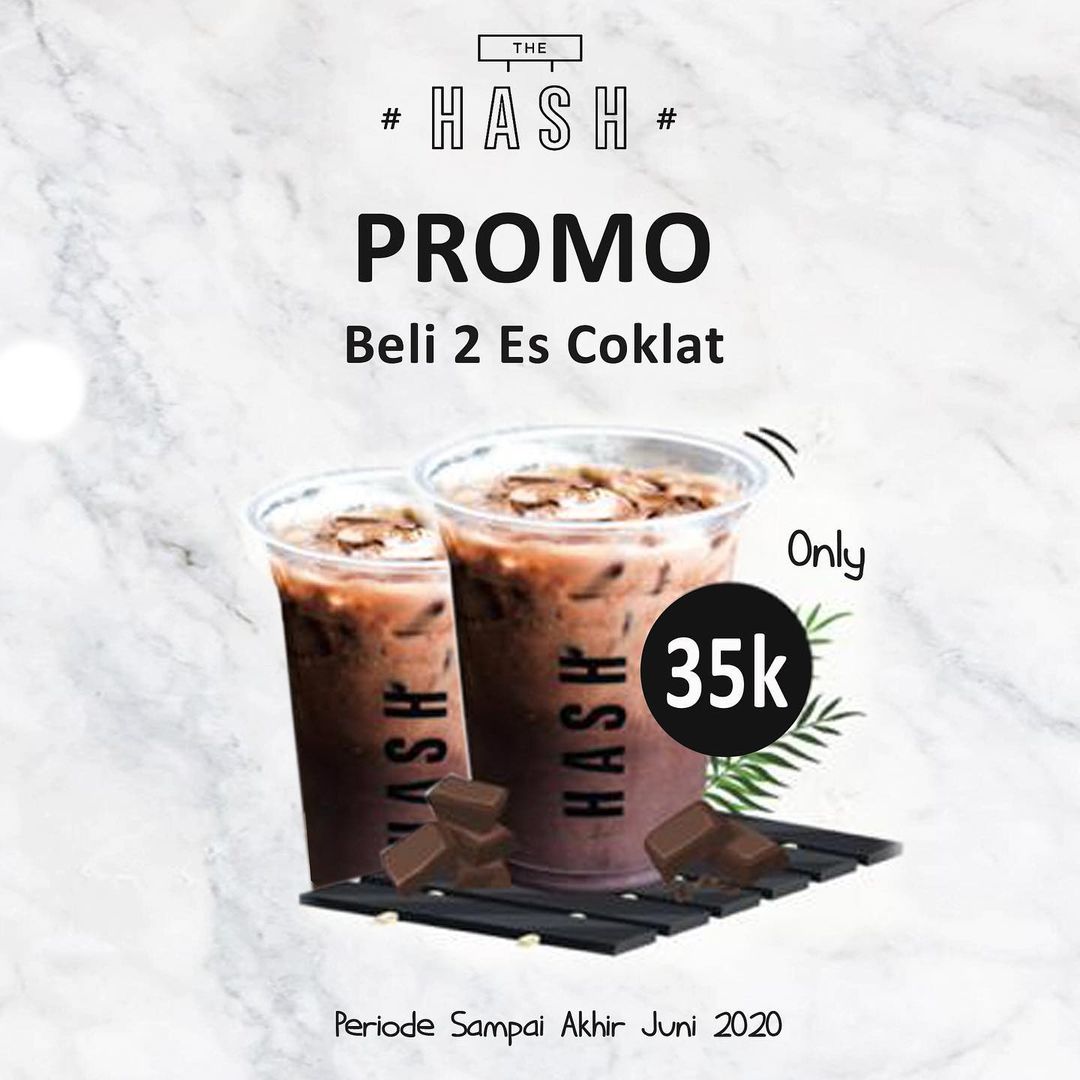 THE
# HASH #
PROMO
Beli 2 Es Coklat
Only
35k
HASH
HASH
Periode Sampai Akhir Juni 2020